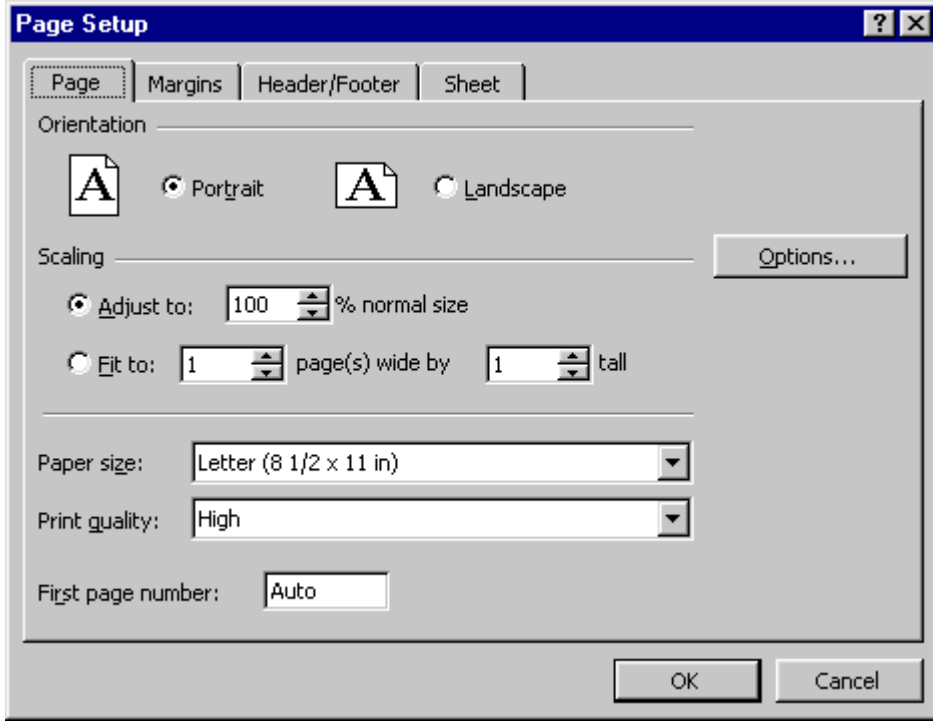 Page Setup
Page Margins Header/Footer Sheet
Orientation
A Portrait A Landscape
Scaling
Options...
Adjust to: 100 % normal size
Fit to: 1 page(s) wide by 1 tall
Paper size: Letter (8 1/2 x 11 in)
Print quality: High
First page number: Auto
OK Cancel